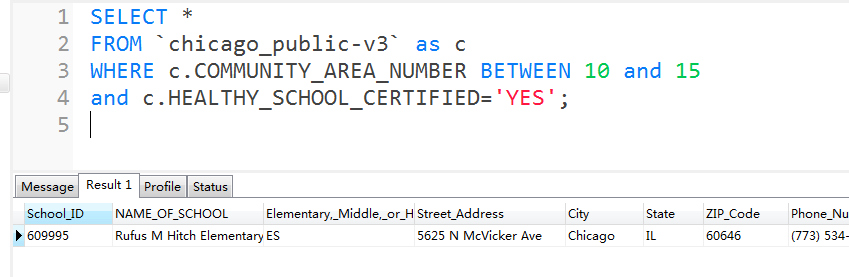 1 SELECT *
2 FROM `chicago_public-v3` as c
3 WHERE c.COMMUNITY_AREA_NUMBER BETWEEN 10 and 15
4 and c.HEALTHY_SCHOOL_CERTIFIED='YES';
5
Message Result 1 Profile Status
School_ID NAME_OF_SCHOOL Elementary,_Middle,_or_H Street_Address City State ZIP_Code Phone_Nu
609995 Rufus M Hitch Elementary ES 5625 N McVicker Ave Chicago IL 60646 (773) 534-